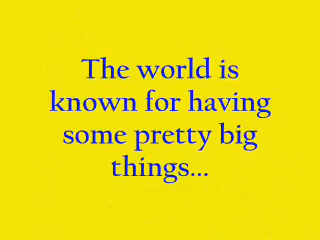 The world is
known for having
some pretty big
things...